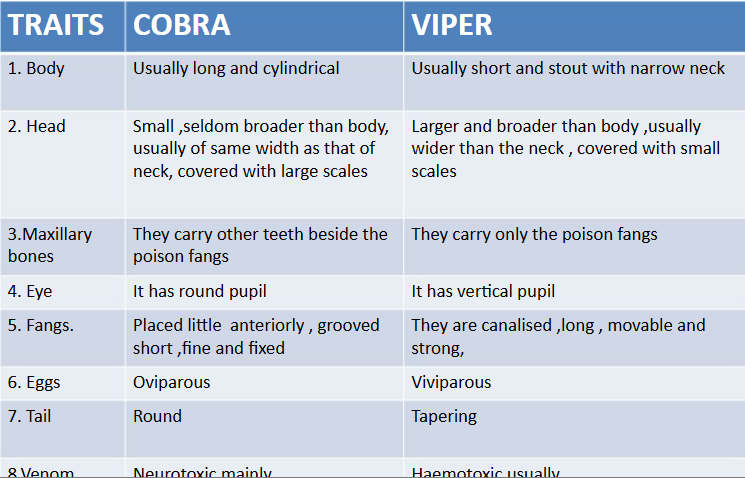 TRAITS COBRA VIPER
1. Body Usually long and cylindrical Usually short and stout with narrow neck
2. Head Small ,seldom broader than body, Larger and broader than body ,usually
usually of same width as that of wider than the neck , covered with small
neck, covered with large scales scales
3.Maxillary They carry other teeth beside the They carry only the poison fangs
bones poison fangs
4. Eye It has round pupil It has vertical pupil
5. Fangs. Placed little anteriorly , grooved They are canalised ,long , movable and
short ,fine and fixed strong,
6. Eggs Oviparous Viviparous
7. Tail Round Tapering
8.Venom Neurotoxic mainly Haemotoxic usually